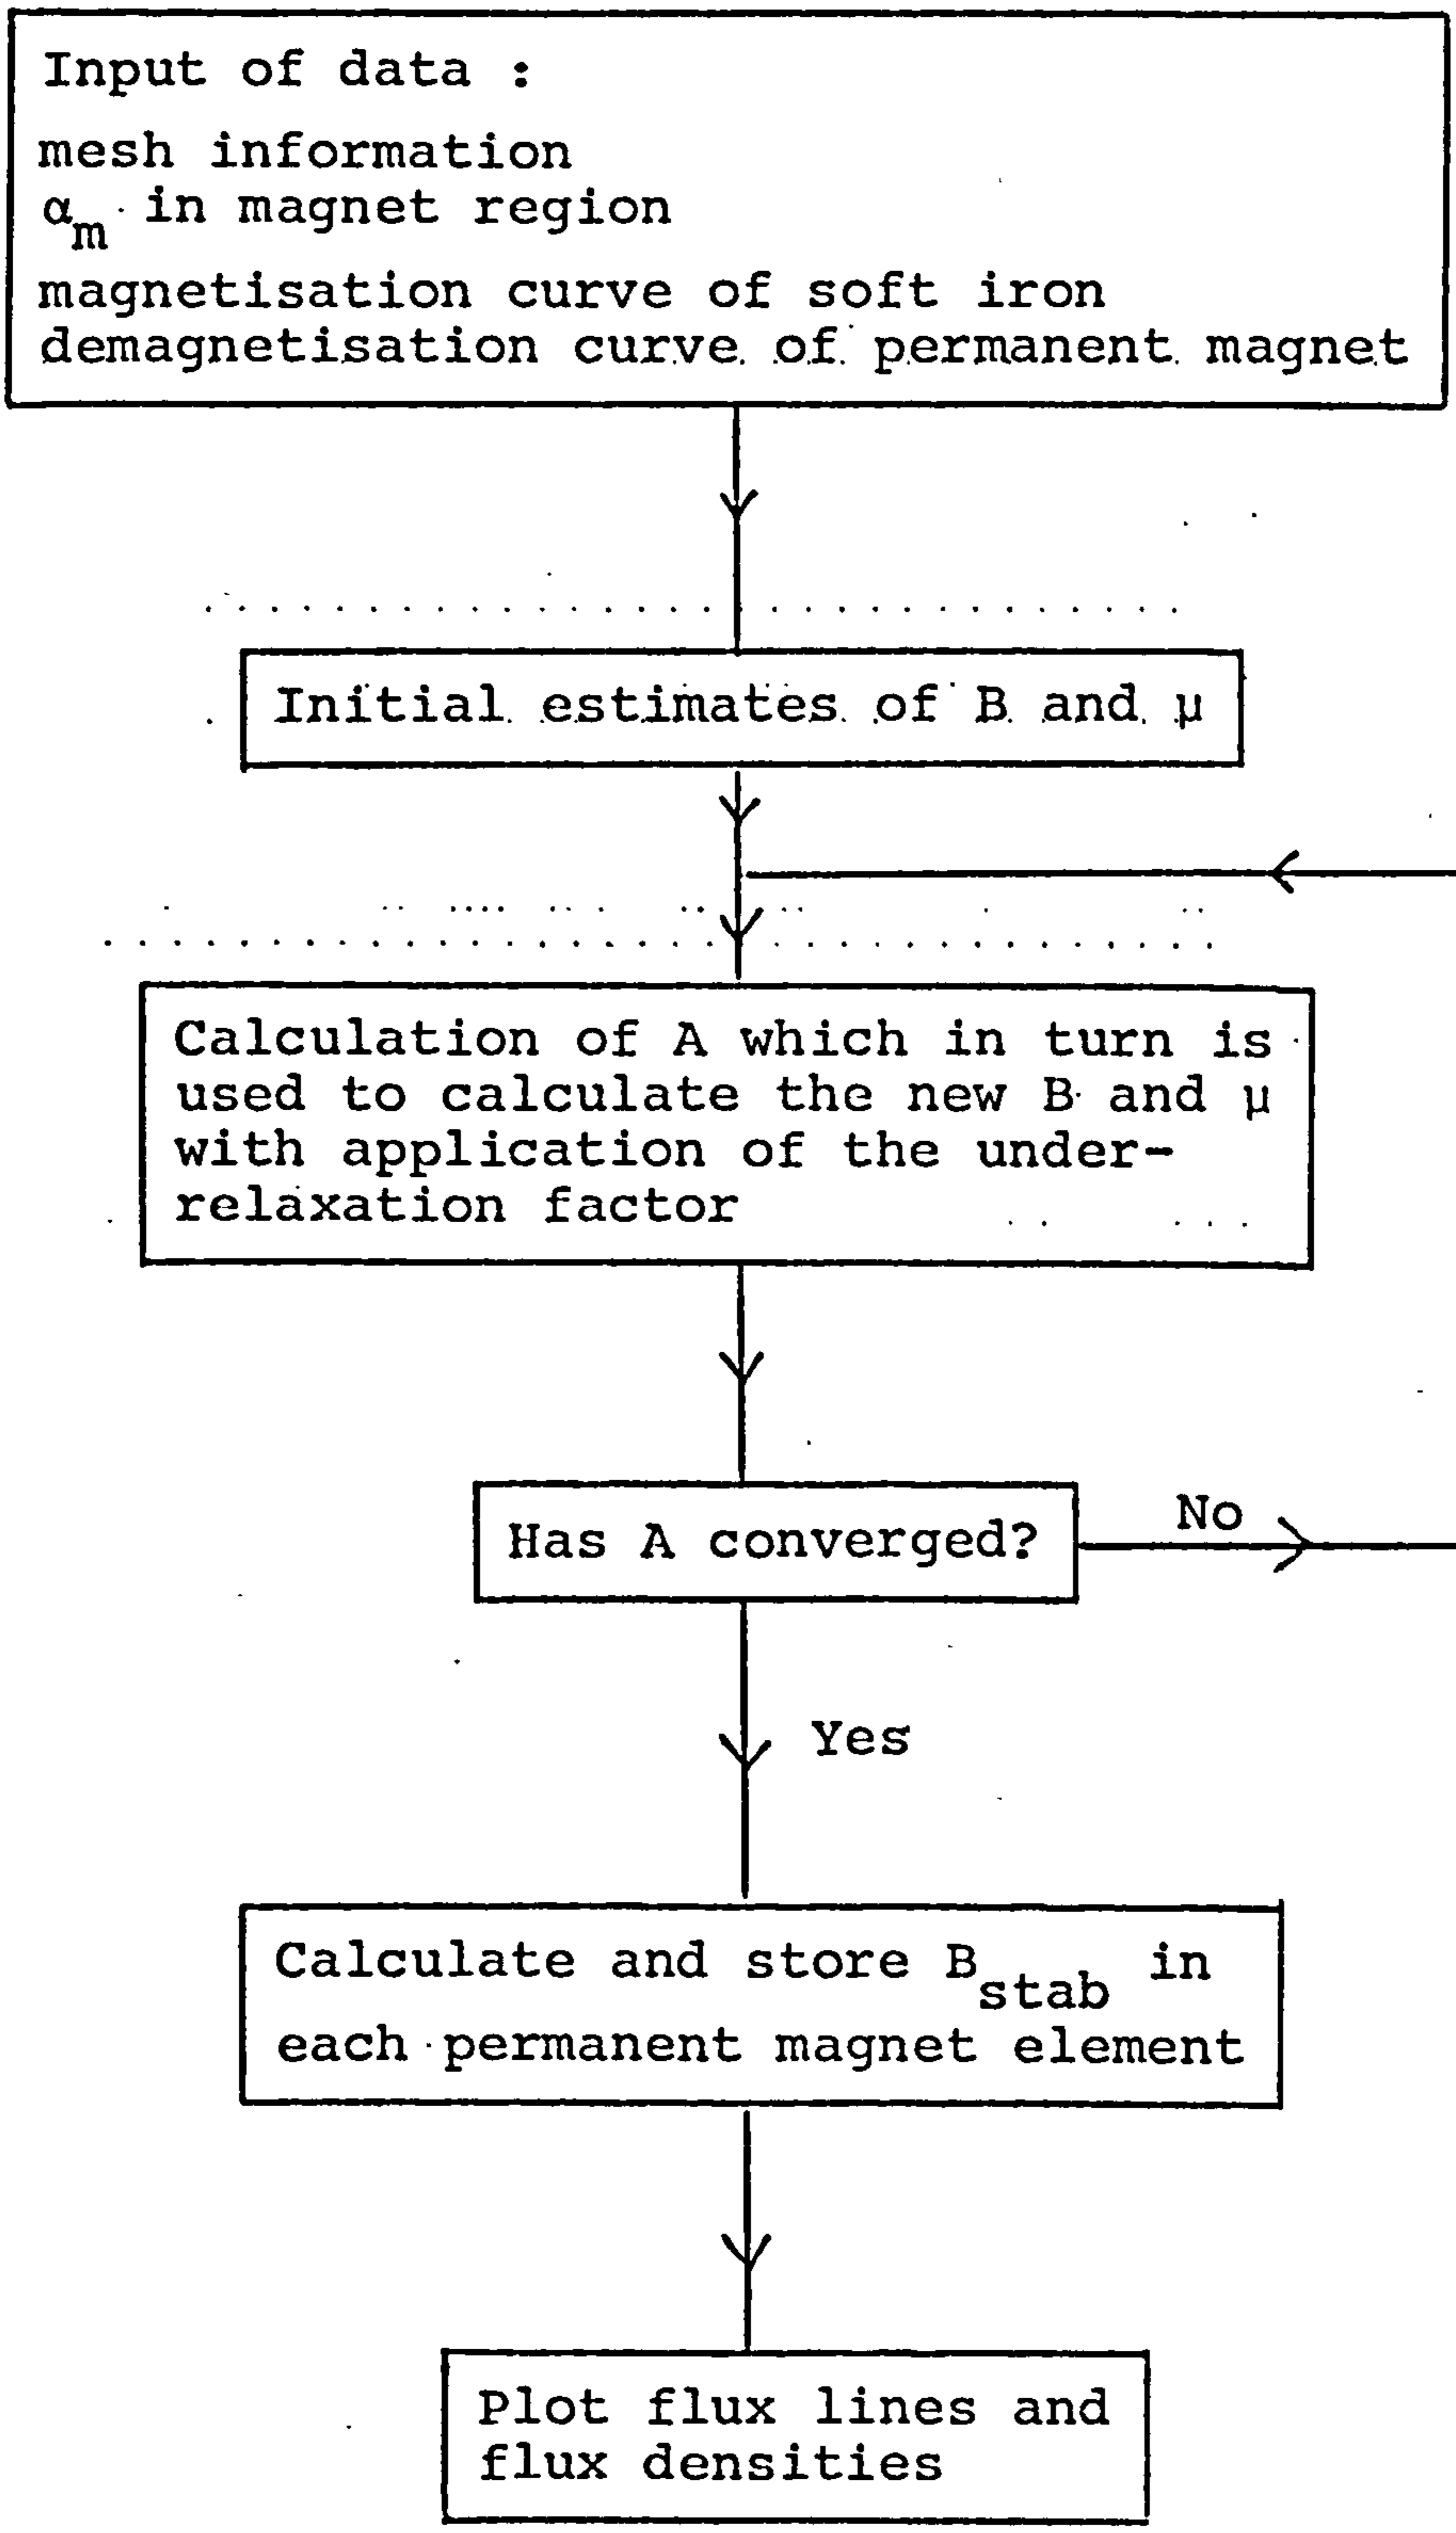 Input of data :
mesh information
αm in magnet region
magnetisation curve of soft iron
demagnetisation curve of permanent magnet
Initial estimates of B and μ
Calculation of A which in turn is
used to calculate the new B and μ
with application of the under-
relaxation factor
Has A converged?
No
Yes
Calculate and store Bstab in
each permanent magnet element
Plot flux lines and
flux densities